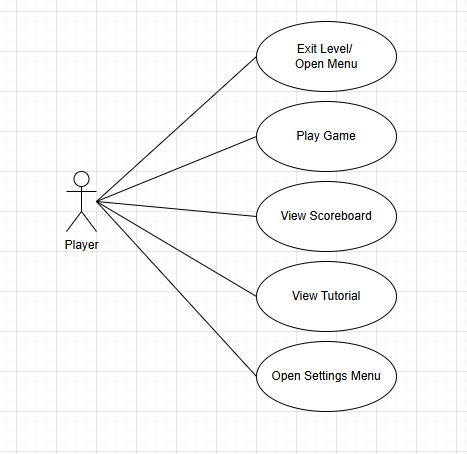 Exit Level/
Open Menu
Play Game
View Scoreboard
Player
View Tutorial
Open Settings Menu